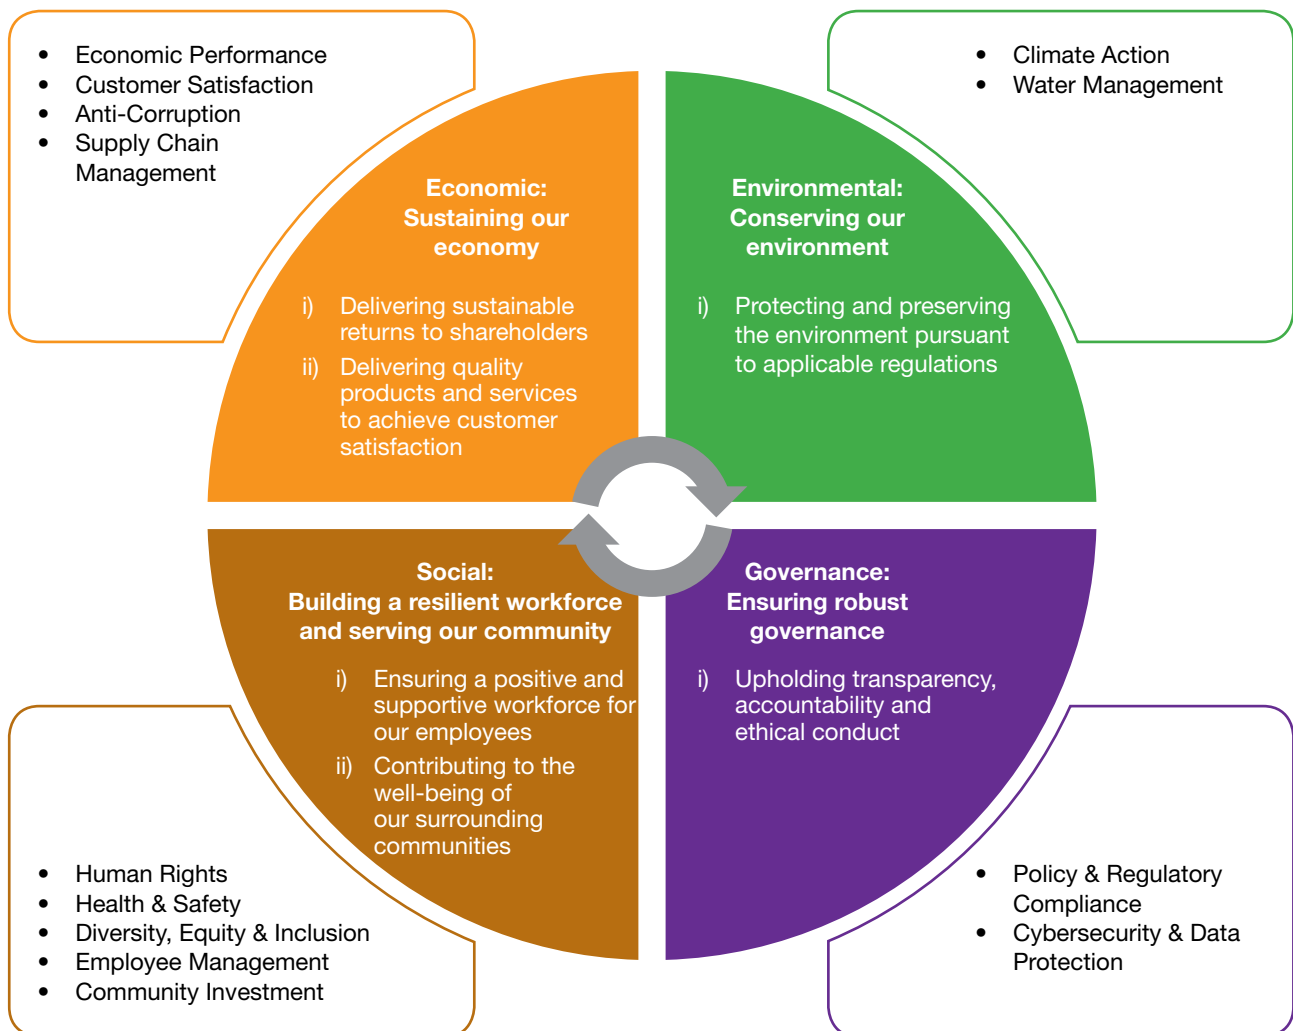 • Economic Performance
• Customer Satisfaction
• Anti-Corruption
• Supply Chain
Management
Economic:
Sustaining our
economy
i) Delivering sustainable
returns to shareholders
ii) Delivering quality
products and services
to achieve customer
satisfaction
• Climate Action
• Water Management
Environmental:
Conserving our
environment
i) Protecting and preserving
the environment pursuant
to applicable regulations
Social:
Building a resilient workforce
and serving our community
i) Ensuring a positive and
supportive workforce for
our employees
ii) Contributing to the
well-being of
our surrounding
communities
• Human Rights
• Health & Safety
• Diversity, Equity & Inclusion
• Employee Management
• Community Investment
Governance:
Ensuring robust
governance
i) Upholding transparency,
accountability and
ethical conduct
• Policy & Regulatory
Compliance
• Cybersecurity & Data
Protection